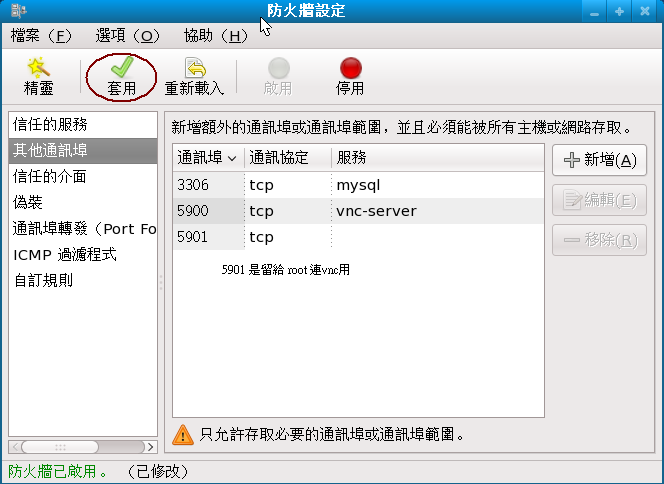 防火牆設定
檔案（F） 選項（O） 協助（H）
精靈 套用 重新載入 啟用 停用
信任的服務
其他通訊埠
信任的介面
偽裝
通訊埠轉發（Port Fo
ICMP 過濾程式
自訂規則
新增額外的通訊埠或通訊埠範圍，並且必須能被所有主機或網路存取。
通訊埠 通訊協定 服務
3306 tcp mysql
5900 tcp vnc-server
5901 tcp
5901 是留給 root 連vnc用
新增(A)
編輯(E)
移除(R)
只允許存取必要的通訊埠或通訊埠範圍。
防火牆已啟用。 （已修改）